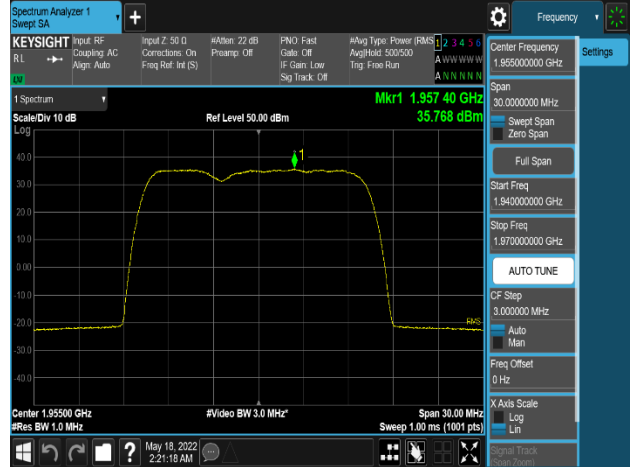 Spectrum Analyzer 1
Swept SA
+
Frequency
KEYSIGHT
Input: RF
Coupling: AC
Align: Auto
Input Z: 50 Ω
Corrections: On
Freq Ref: Int (S)
#Atten: 22 dB
Preamp: Off
PNO: Fast
Gate: Off
IF Gain: Low
Sig Track: Off
#Avg Type: Power (RMS
Avg|Hold: 500/500
Trig: Free Run
1 2 3 4 5 6
A W W W W W
A N N N N N
R L
LV
Settings
1 Spectrum
Mkr1 1.957 40 GHz
Scale/Div 10 dB
Ref Level 50.00 dBm
35.768 dBm
Log
40.0
30.0
20.0
10.0
0.00
-10.0
-20.0
-30.0
-40.0
1
RMS
Center 1.95500 GHz
#Video BW 3.0 MHz*
Span 30.00 MHz
#Res BW 1.0 MHz
Sweep 1.00 ms (1001 pts)
Center Frequency
1.955000000 GHz
Span
30.0000000 MHz
Swept Span
Zero Span
Full Span
Start Freq
1.940000000 GHz
Stop Freq
1.970000000 GHz
AUTO TUNE
CF Step
3.000000 MHz
Auto
Man
Freq Offset
0 Hz
X Axis Scale
Log
Lin
Signal Track
(Span Zoom)
?
May 18, 2022
2:21:18 AM